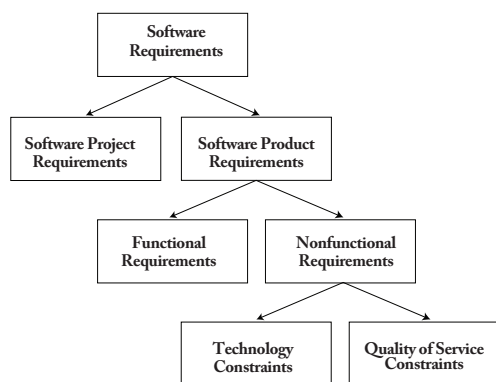 Software
Requirements
Software Project
Requirements
Software Product
Requirements
Functional
Requirements
Nonfunctional
Requirements
Technology
Constraints
Quality of Service
Constraints